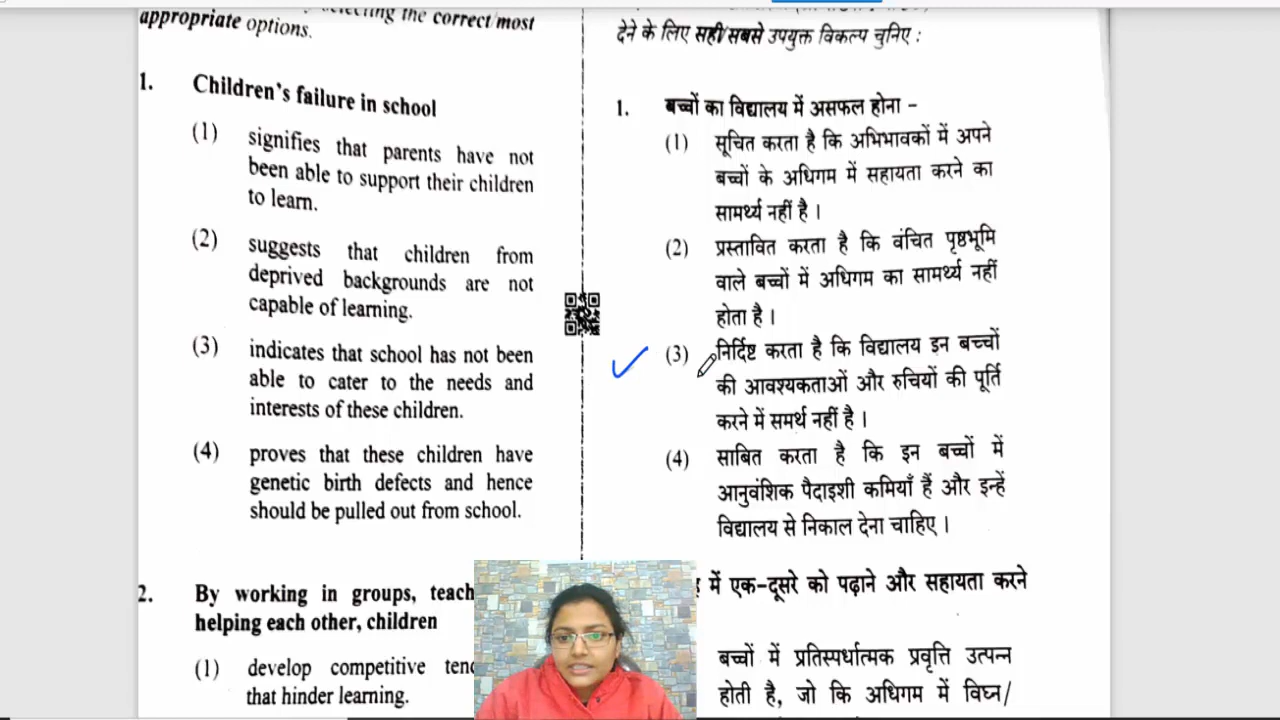 selecting the correct/most
appropriate options.
1. Children's failure in school
(1) signifies that parents have not
been able to support their children
to learn.
(2) suggests that children from
deprived backgrounds are not
capable of learning.
(3) indicates that school has not been
able to cater to the needs and
interests of these children.
(4) proves that these children have
genetic birth defects and hence
should be pulled out from school.
2. By working in groups, teach
helping each other, children
(1) develop competitive
that hinder learning.
देने के लिए सही/सबसे उपयुक्त विकल्प चुनिए :
1. बच्चों का विद्यालय में असफल होना –
(1) सूचित करता है कि अभिभावकों में अपने
बच्चों के अधिगम में सहायता करने का
सामर्थ्य नहीं है ।
(2) प्रस्तावित करता है कि वंचित पृष्ठभूमि
वाले बच्चों में अधिगम का सामर्थ्य नहीं
होता है ।
(3) निर्दिष्ट करता है कि विद्यालय इन बच्चों
की आवश्यकताओं और रुचियों की पूर्ति
करने में समर्थ नहीं है ।
(4) साबित करता है कि इन बच्चों में
आनुवंशिक पैदाइशी कमियाँ हैं और इन्हें
विद्यालय से निकाल देना चाहिए ।
में एक-दूसरे को पढ़ाने और सहायता करने
बच्चों में प्रतिस्पर्धात्मक प्रवृत्ति उत्पन्न
होती है, जो कि अधिगम में विघ्न/